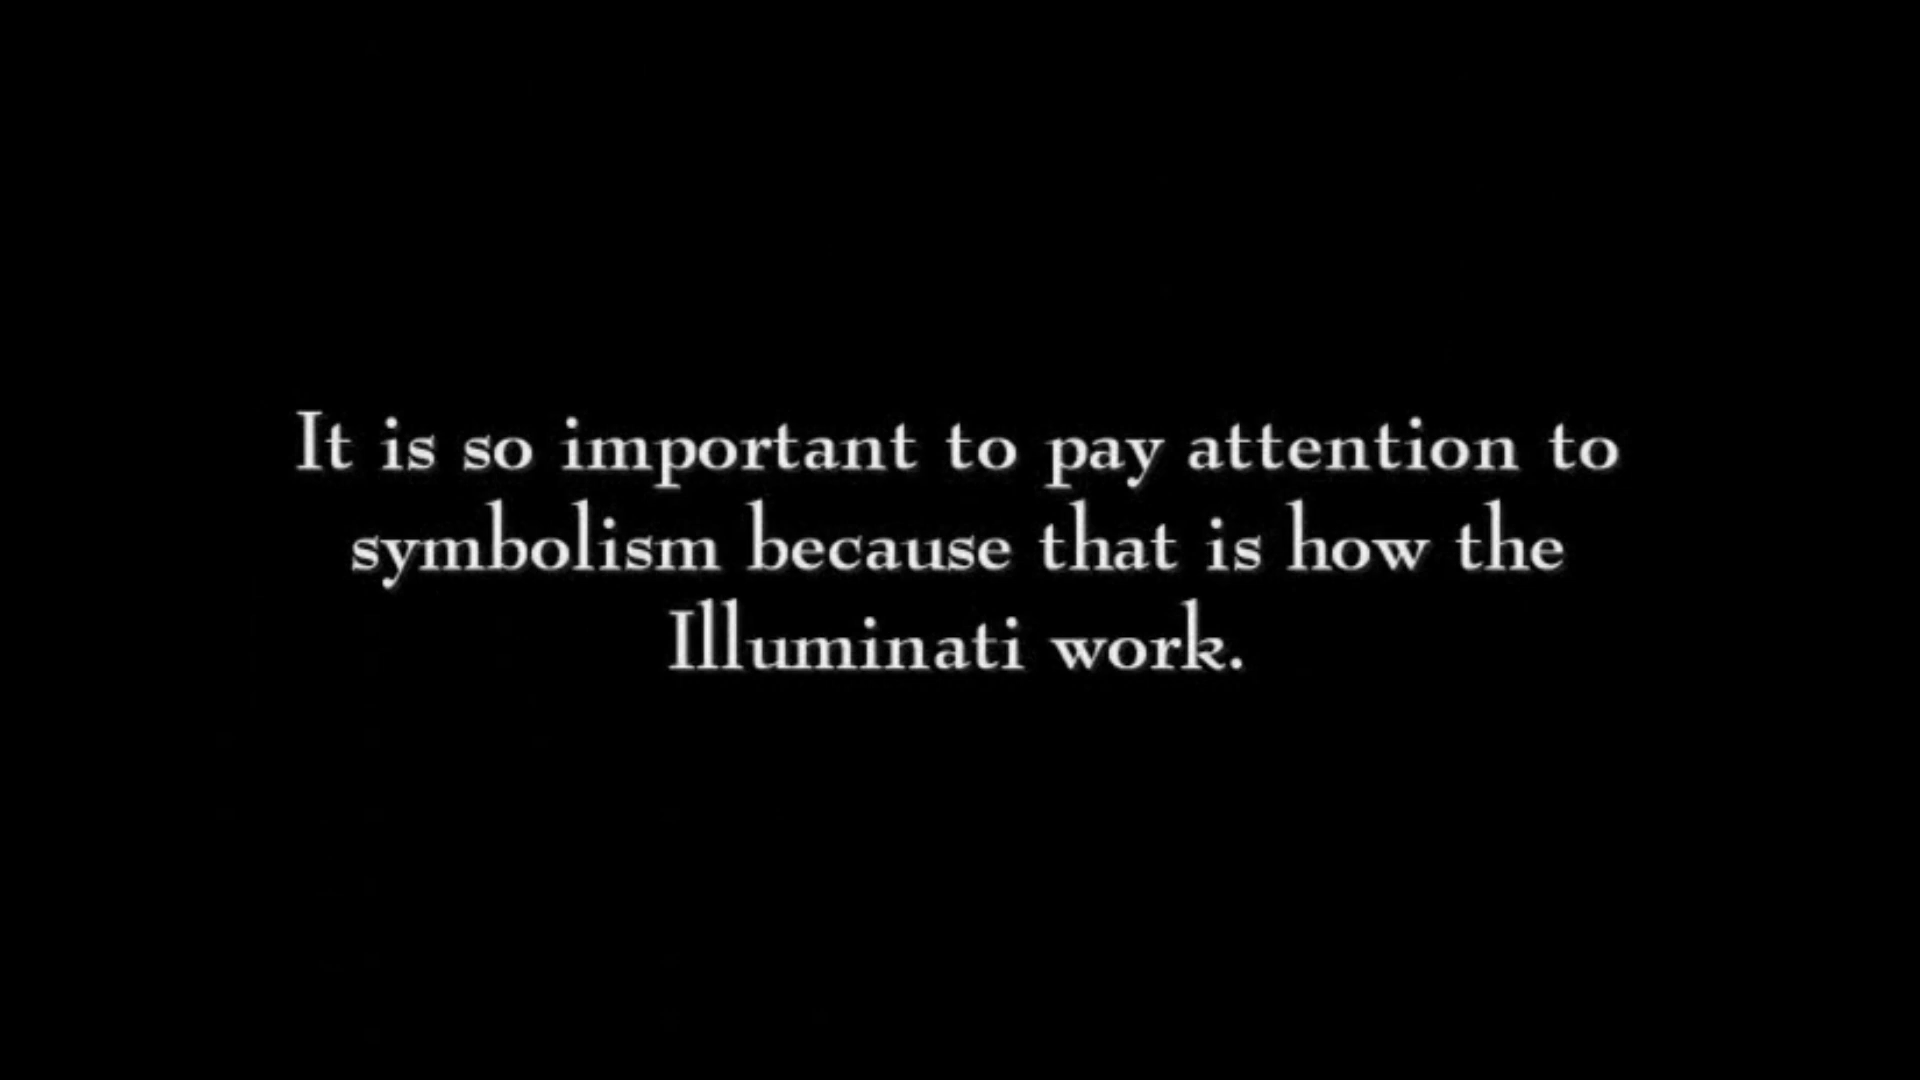 It is so important to pay attention to
symbolism because that is how the
Illuminati work.